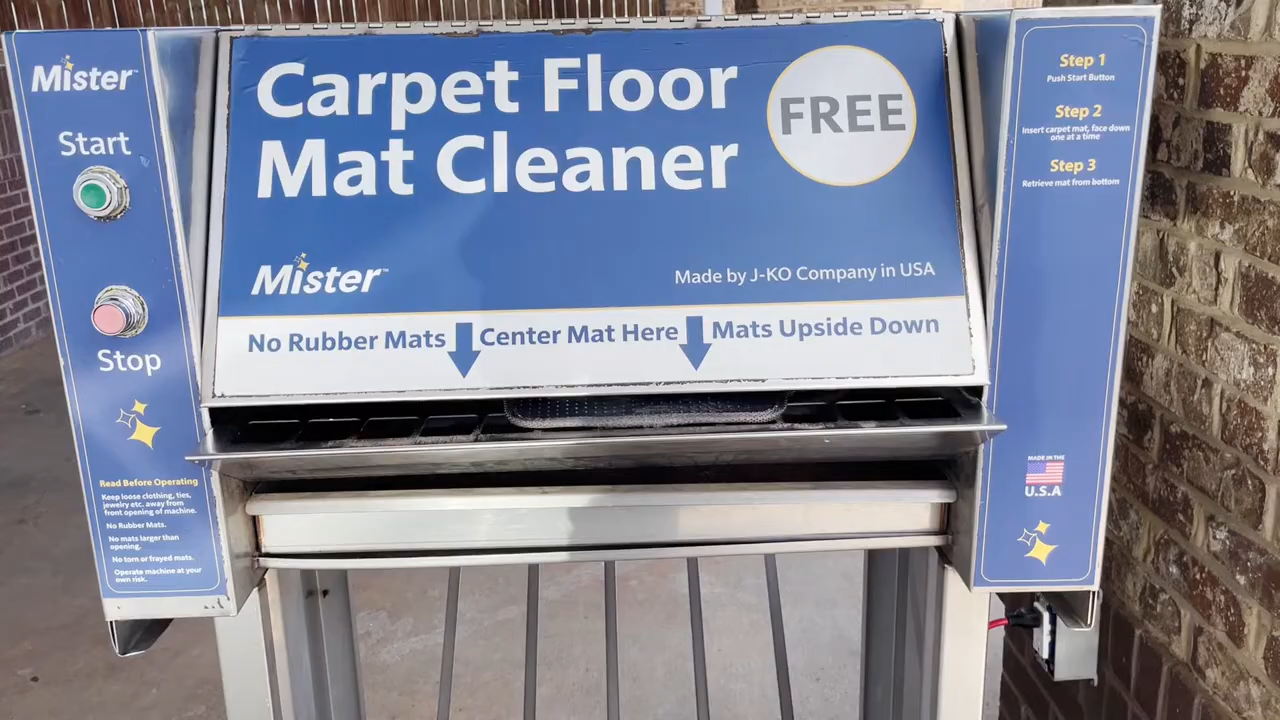 Mister™
Start
Stop
Read Before Operating
Keep loose clothing, ties,
jewelry etc. away from
front opening of machine.
No Rubber Mats.
No mats larger than
opening.
No torn or frayed mats.
Operate machine at your
own risk.
Carpet Floor
Mat Cleaner
FREE
Mister™
Made by J-KO Company in USA
No Rubber Mats Center Mat Here Mats Upside Down
Step 1
Push Start Button
Step 2
Insert carpet mat, face down
one at a time
Step 3
Retrieve mat from bottom
MADE IN THE
U.S.A